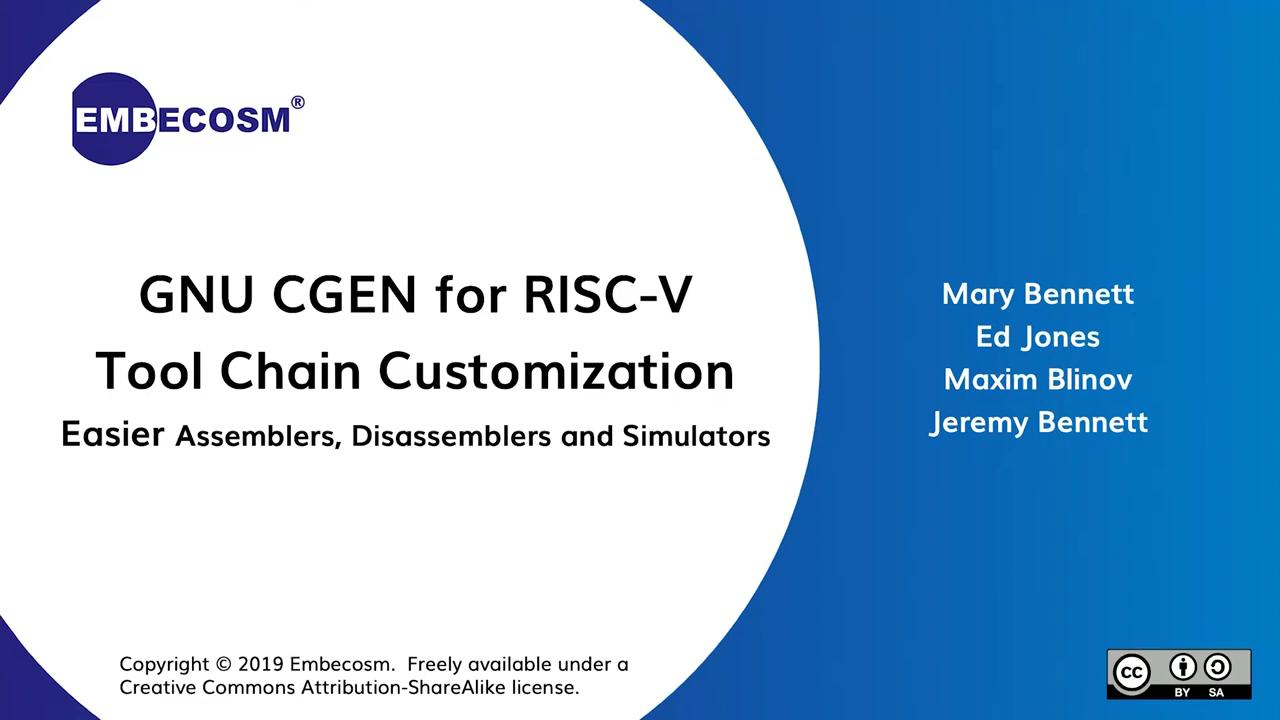 EMBECOSM®
GNU CGEN for RISC-V
Tool Chain Customization
Easier Assemblers, Disassemblers and Simulators
Mary Bennett
Ed Jones
Maxim Blinov
Jeremy Bennett
Copyright © 2019 Embecosm. Freely available under a
Creative Commons Attribution-ShareAlike license.
CC
BY SA